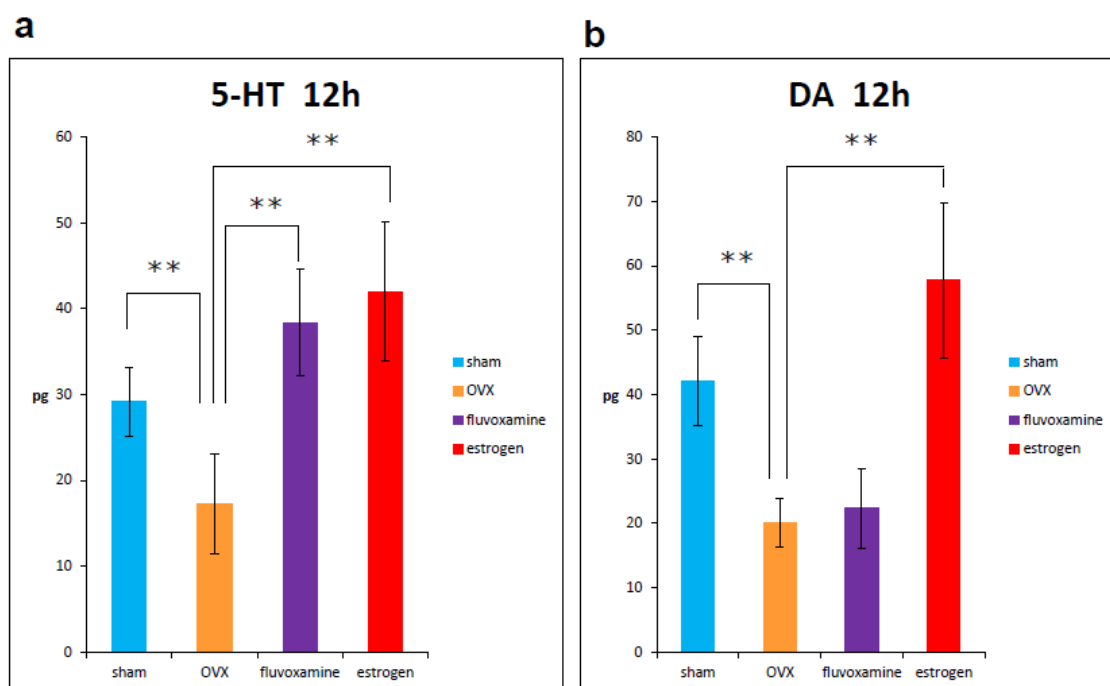 a
5-HT 12h
60
50
40
30
20
10
0
pg
**
**
**
sham
OVX
fluvoxamine
estrogen
sham
OVX
fluvoxamine
estrogen
b
DA 12h
80
70
60
50
40
30
20
10
0
pg
**
**
sham
OVX
fluvoxamine
estrogen
sham
OVX
fluvoxamine
estrogen